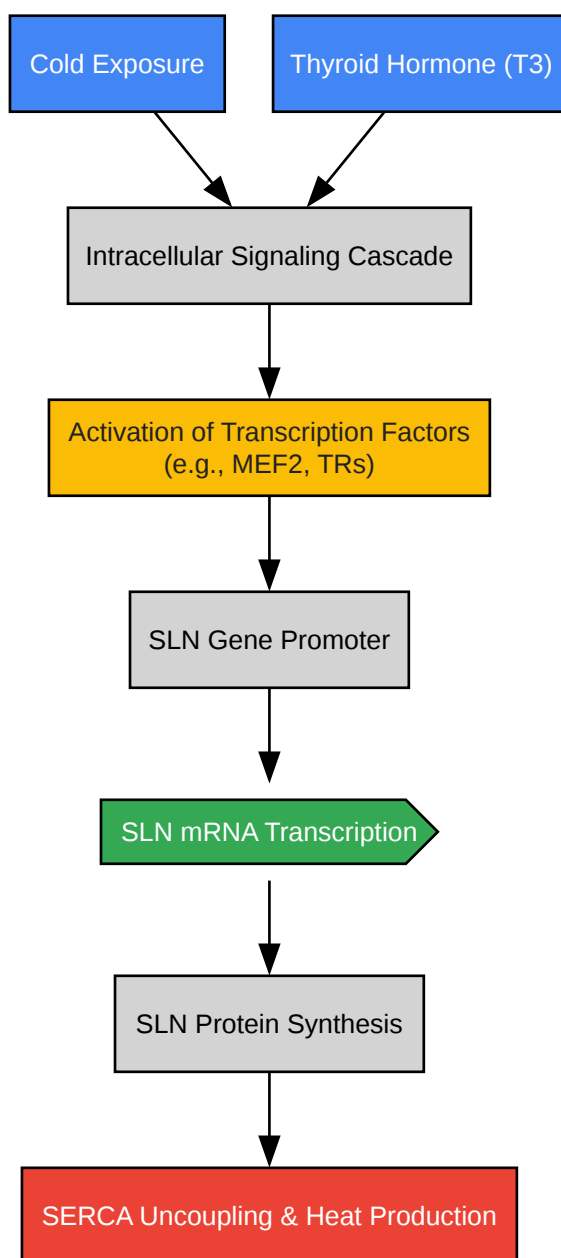 Cold Exposure
Thyroid Hormone (T3)
Intracellular Signaling Cascade
Activation of Transcription Factors
(e.g., MEF2, TRs)
SLN Gene Promoter
SLN mRNA Transcription
SLN Protein Synthesis
SERCA Uncoupling & Heat Production